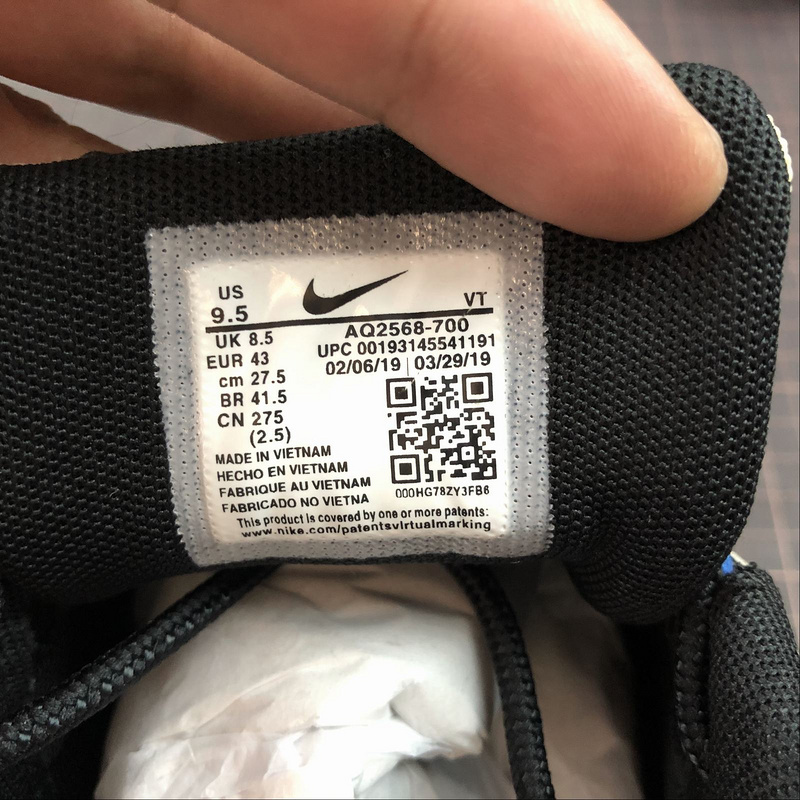 US
9.5
VT
UK 8.5
EUR 43
cm 27.5
BR 41.5
CN 275
(2.5)
AQ2568-700
UPC 00193145541191
02/06/19 | 03/29/19
000HG78ZY3FB6
MADE IN VIETNAM
HECHO EN VIETNAM
FABRIQUE AU VIETNAM
FABRICADO NO VIETNA
This product is covered by one or more patents:
www.nike.com/patentsvirtualmarking